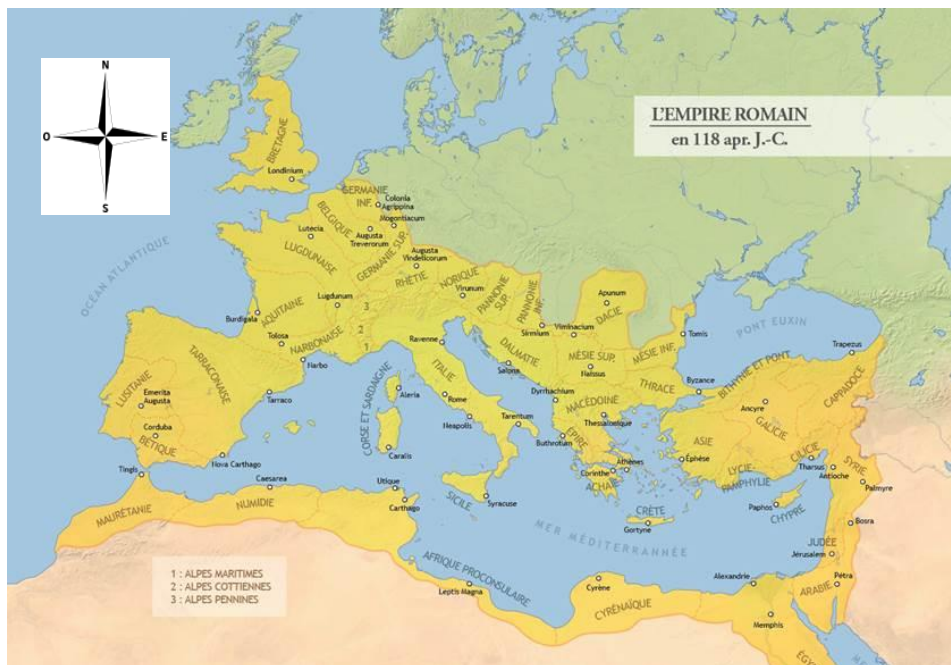 N
O
E
S
L'EMPIRE ROMAIN
en 118 apr. J.-C.
BRETAGNE
Londinium
OCÉAN ATLANTIQUE
GERMANIE
INF.
Colonia
Agrippina
Mogontiacum
BELGIQUE
Lutecia
Augusta
Treverorum
LUGDUNAISE
GERMANIE SUP.
Augusta
Vindelicorum
RHÉTIE
NORIQUE
Virunum
PANNONIE
SUP.
PANNONIE
INF.
Apunum
DACIE
AQUITAINE
Lugdunum
3
2
1
Burdigala
Tolosa
NARBONAISE
Narbo
Ravenne
Sirmium
Viminacium
Tomis
PONT EUXIN
Trapezus
DALMATIE
Salona
MÉSIE SUP.
Naissus
MÉSIE INF.
LUSITANIE
TARRACONAISE
Emerita
Augusta
Tarraco
Corduba
BÉTIQUE
Nova Carthago
Tingis
CORSE ET SARDAIGNE
Aleria
Caralis
ITALIE
Rome
Neapolis
Tarentum
Dyrrhachium
MACÉDOINE
Thessalonique
THRACE
Byzance
BITHYNIE ET PONT
CAPPADOCE
Ancyre
GALICIE
Buthrotum
ÉPIRE
Athènes
Corinthe
ACHAÏE
ASIE
Éphèse
LYCIE-
PAMPHYLIE
CILICIE
Tharsus
Antioche
SYRIE
Palmyre
Caesarea
Utique
Carthago
SICILE
Syracuse
MAURÉTANIE
NUMIDIE
CRÈTE
Gortyne
Paphos
CHYPRE
MER MÉDITERRANNÉE
Bosra
JUDÉE
Jérusalem
AFRIQUE PROCONSULAIRE
Leptis Magna
Cyrène
CYRÉNAÏQUE
Alexandrie
Pétra
ARABIE
Memphis
1 : ALPES MARITIMES
2 : ALPES COTTIENNES
3 : ALPES PENNINES